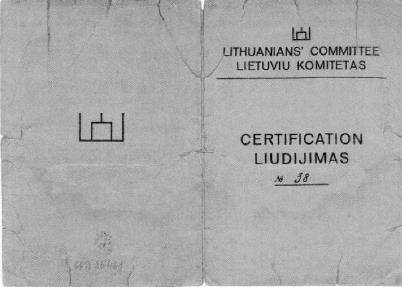 LITHUANIANS' COMMITTEE
LIETUVIU KOMITETAS
CERTIFICATION
LIUDIJIMAS
№ 38